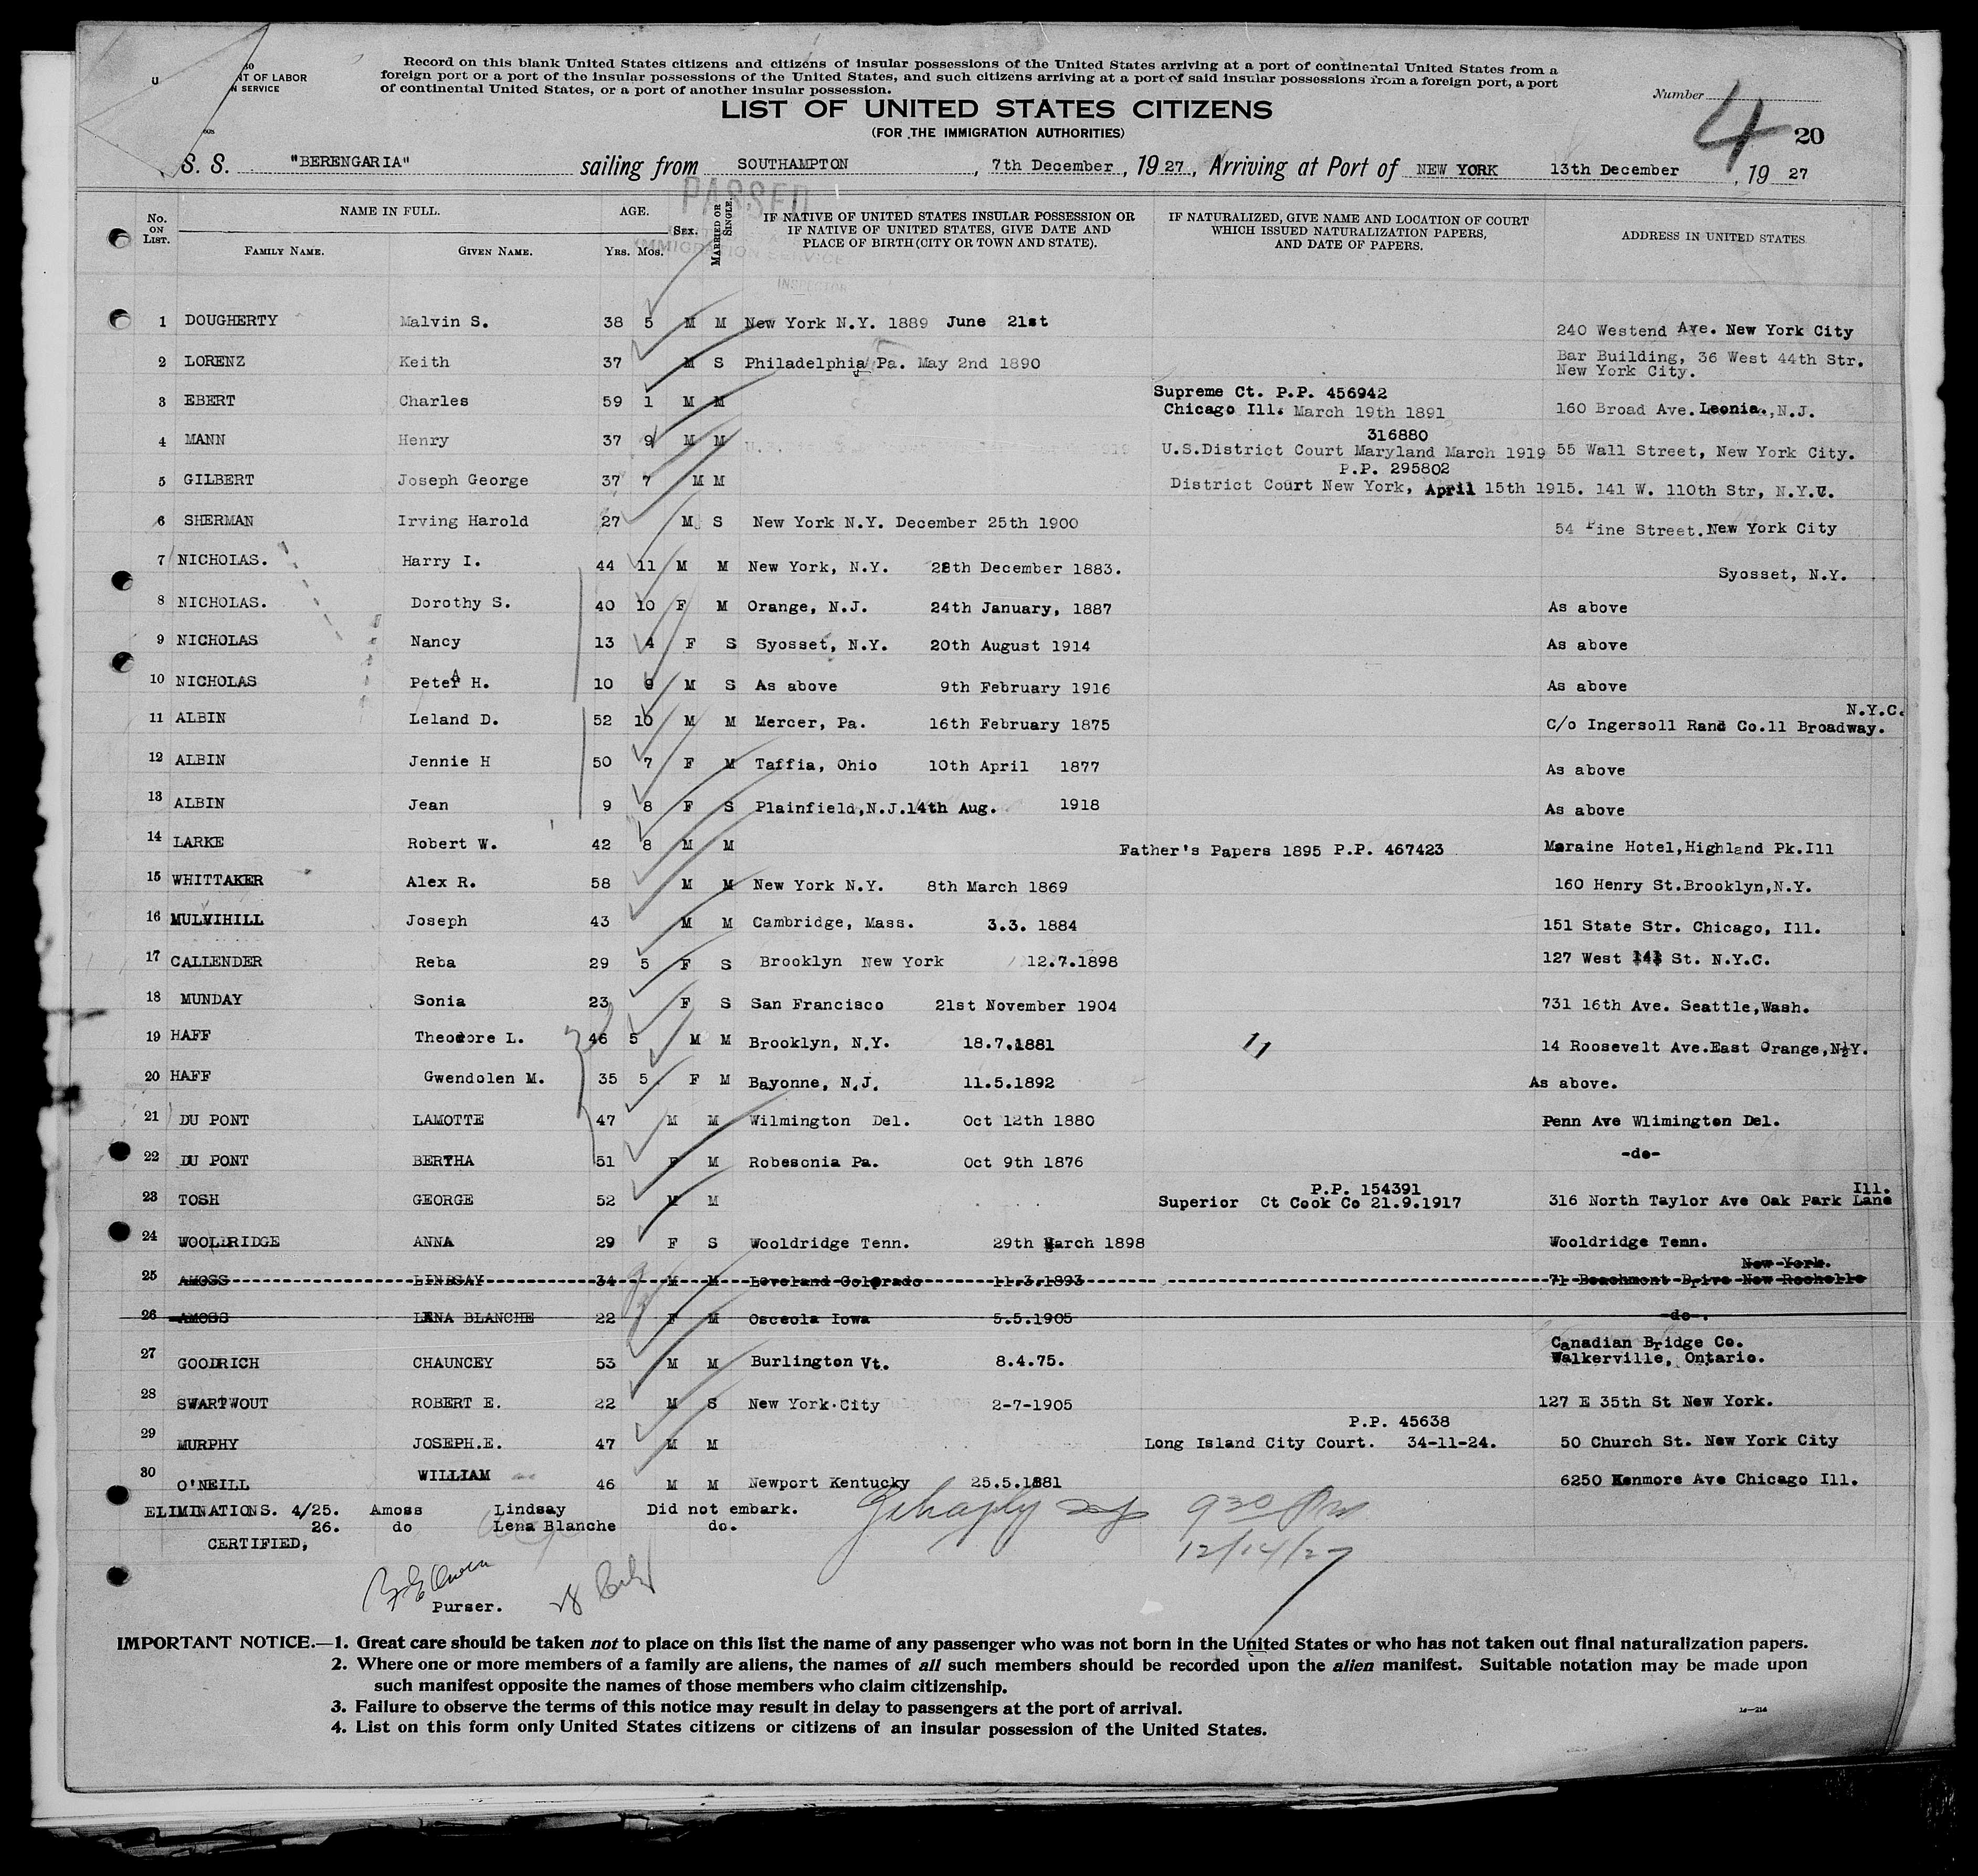 Record on this blank United States citizens and citizens of insular possessions of the United States arriving at a port of continental United States from a
foreign port or a port of the insular possessions of the United States, and such citizens arriving at a port of said insular possessions from a foreign port, a port
of continental United States, or a port of another insular possession.
NT OF LABOR
N SERVICE
LIST OF UNITED STATES CITIZENS
(FOR THE IMMIGRATION AUTHORITIES)
Number 4 20
S. S. "BERENGARIA" sailing from SOUTHAMPTON, 7th December, 1927, Arriving at Port of NEW YORK 13th December, 1927
PASSED
IMMIGRATION SERVICE
INSPECTOR
No. ON LIST. NAME IN FULL. FAMILY NAME. GIVEN NAME. AGE. YRS. MOS. SEX. MARRIED OR SINGLE.
IF NATIVE OF UNITED STATES INSULAR POSSESSION OR
IF NATIVE OF UNITED STATES, GIVE DATE AND
PLACE OF BIRTH (CITY OR TOWN AND STATE).
IF NATURALIZED, GIVE NAME AND LOCATION OF COURT
WHICH ISSUED NATURALIZATION PAPERS,
AND DATE OF PAPERS.
ADDRESS IN UNITED STATES
1 DOUGHERTY Malvin S. 38 5 M M New York N.Y. 1889 June 21st 240 Westend Ave. New York City
2 LORENZ Keith 37 M S Philadelphia Pa. May 2nd 1890 Bar Building, 36 West 44th Str.
New York City.
3 EBERT Charles 59 1 M M Supreme Ct. P.P. 456942
Chicago Ill. March 19th 1891 160 Broad Ave. Leonia., N.J.
4 MANN Henry 37 9 M M 316880
U.S.District Court Maryland March 1919 55 Wall Street, New York City.
5 GILBERT Joseph George 37 7 M M P.P. 295802
District Court New York, April 15th 1915. 141 W. 110th Str, N.Y.C.
6 SHERMAN Irving Harold 27 M S New York N.Y. December 25th 1900 54 Pine Street. New York City
7 NICHOLAS. Harry I. 44 11 M M New York, N.Y. 28th December 1883. Syosset, N.Y.
8 NICHOLAS. Dorothy S. 40 10 F M Orange, N.J. 24th January, 1887 As above
9 NICHOLAS Nancy 13 4 F S Syosset, N.Y. 20th August 1914 As above
10 NICHOLAS Peter H. 10 9 M S As above 9th February 1916 As above
11 ALBIN Leland D. 52 10 M M Mercer, Pa. 16th February 1875 C/o Ingersoll Rand Co.11 Broadway. N.Y.C.
12 ALBIN Jennie H 50 7 F M Taffia, Ohio 10th April 1877 As above
13 ALBIN Jean 9 8 F S Plainfield,N.J.14th Aug. 1918 As above
14 LARKE Robert W. 42 8 M M Father's Papers 1895 P.P. 467423 Moraine Hotel,Highland Pk.Ill
15 WHITTAKER Alex R. 58 M M New York N.Y. 8th March 1869 160 Henry St.Brooklyn,N.Y.
16 MULVIHILL Joseph 43 M M Cambridge, Mass. 3.3. 1884 151 State Str. Chicago, Ill.
17 CALLENDER Reba 29 5 F S Brooklyn New York 12.7.1898 127 West 141 St. N.Y.C.
18 MUNDAY Sonia 23 F S San Francisco 21st November 1904 731 16th Ave. Seattle,Wash.
19 HAFF Theodore L. 46 5 M M Brooklyn, N.Y. 18.7.1881 11 14 Roosevelt Ave.East Orange,N.Y.
20 HAFF Gwendolen M. 35 5 F M Bayonne, N.J. 11.5.1892 As above.
21 DU PONT LAMOTTE 47 M M Wilmington Del. Oct 12th 1880 Penn Ave Wlimington Del.
22 DU PONT BERTHA 51 F M Robesonia Pa. Oct 9th 1876 -do-
23 TOSH GEORGE 52 M M P.P. 154391
Superior Ct Cook Co 21.9.1917 316 North Taylor Ave Oak Park Lane Ill.
24 WOOLDRIDGE ANNA 29 F S Wooldridge Tenn. 29th March 1898 Wooldridge Tenn.
25 AMOSS LINDSAY 34 M M Loveland Colorado 11.3.1893 71 Beachmont Drive New Rochelle New York.
26 AMOSS LENA BLANCHE 22 F M Osceola Iowa 5.5.1905 -do-.
27 GOODRICH CHAUNCEY 53 M M Burlington Vt. 8.4.75. Canadian Bridge Co.
Walkerville, Ontario.
28 SWARTWOUT ROBERT E. 22 M S New York City 2-7-1905 127 E 35th St New York.
29 MURPHY JOSEPH.E. 47 M M P.P. 45638
Long Island City Court. 34-11-24. 50 Church St. New York City
30 O'NEILL WILLIAM 46 M M Newport Kentucky 25.5.1881 6250 Kenmore Ave Chicago Ill.
ELIMINATIONS. 4/25. Amoss Lindsay Did not embark.
26. do Lena Blanche do.
CERTIFIED,
930 Pm
12/14/27
Purser.
IMPORTANT NOTICE.—1. Great care should be taken not to place on this list the name of any passenger who was not born in the United States or who has not taken out final naturalization papers.
2. Where one or more members of a family are aliens, the names of all such members should be recorded upon the alien manifest. Suitable notation may be made upon
such manifest opposite the names of those members who claim citizenship.
3. Failure to observe the terms of this notice may result in delay to passengers at the port of arrival.
4. List on this form only United States citizens or citizens of an insular possession of the United States.